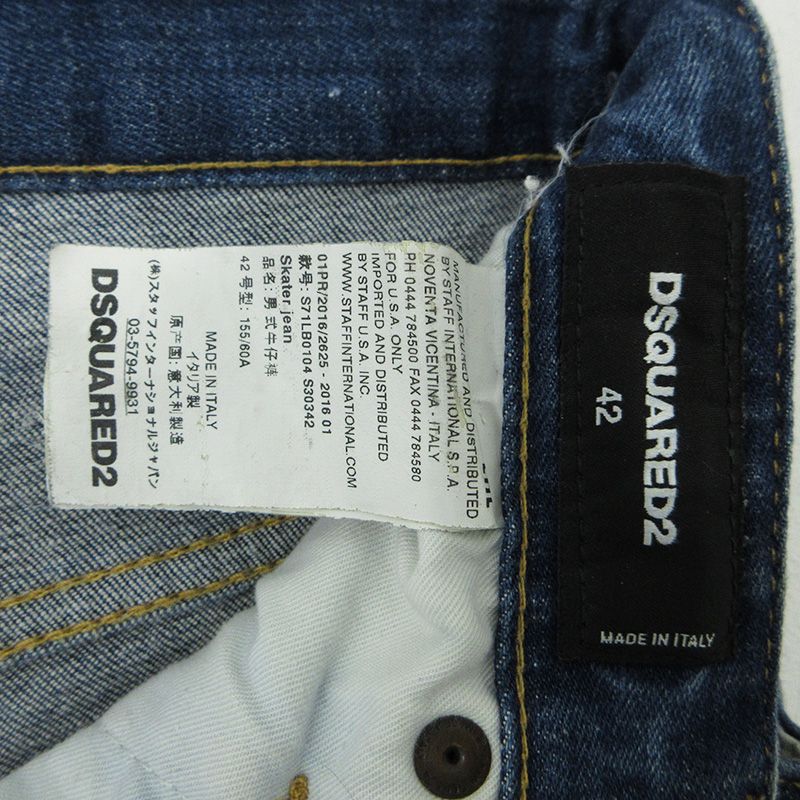 MANUFACTURED AND DISTRIBUTED
BY STAFF INTERNATIONAL S.P.A.
NOVENTA VICENTINA - ITALY
PH 0444 784500 FAX 0444 784580
FOR U.S.A. ONLY
IMPORTED AND DISTRIBUTED
BY STAFF U.S.A. INC.
WWW.STAFFINTERNATIONAL.COM
01PR/2016/2625 - 2016 01
款号: S71LB0104 S30342
Skater jean
品名: 男式牛仔裤
42 号型: 155/60A
MADE IN ITALY
イタリア製
原产国: 意大利製造
(株)スタッフインターナショナルジャパン
03-5794-9931
DSQUARED2
DSQUARED2
42
MADE IN ITALY